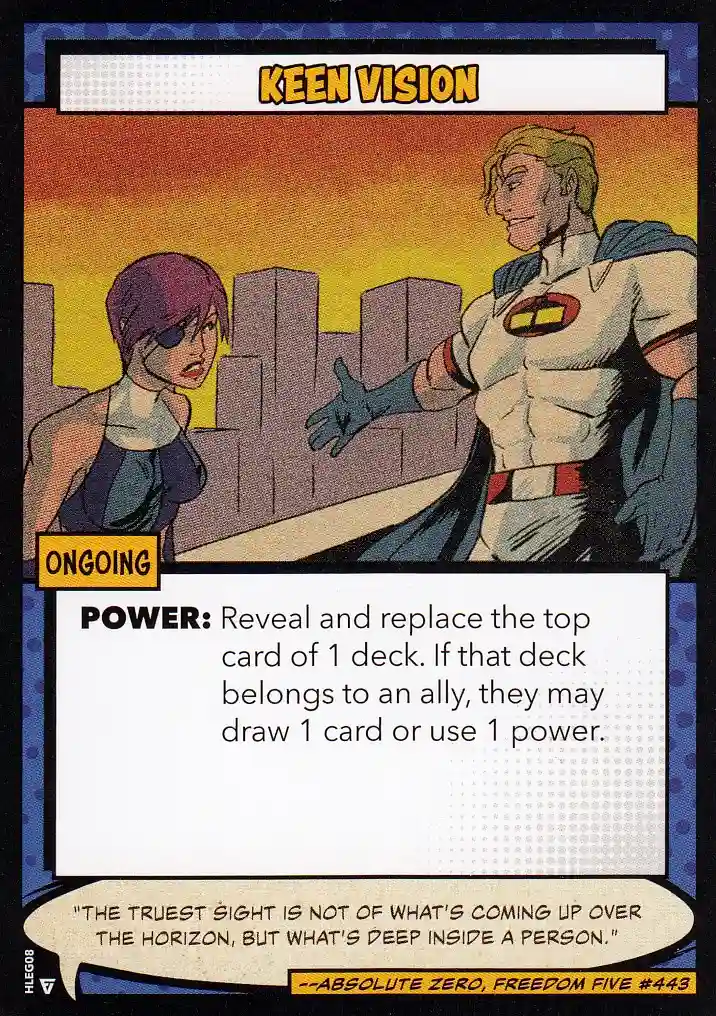 KEEN VISION
ONGOING
POWER: Reveal and replace the top
card of 1 deck. If that deck
belongs to an ally, they may
draw 1 card or use 1 power.
"THE TRUEST SIGHT IS NOT OF WHAT'S COMING UP OVER
THE HORIZON, BUT WHAT'S DEEP INSIDE A PERSON."
--ABSOLUTE ZERO, FREEDOM FIVE #443
HLEG08